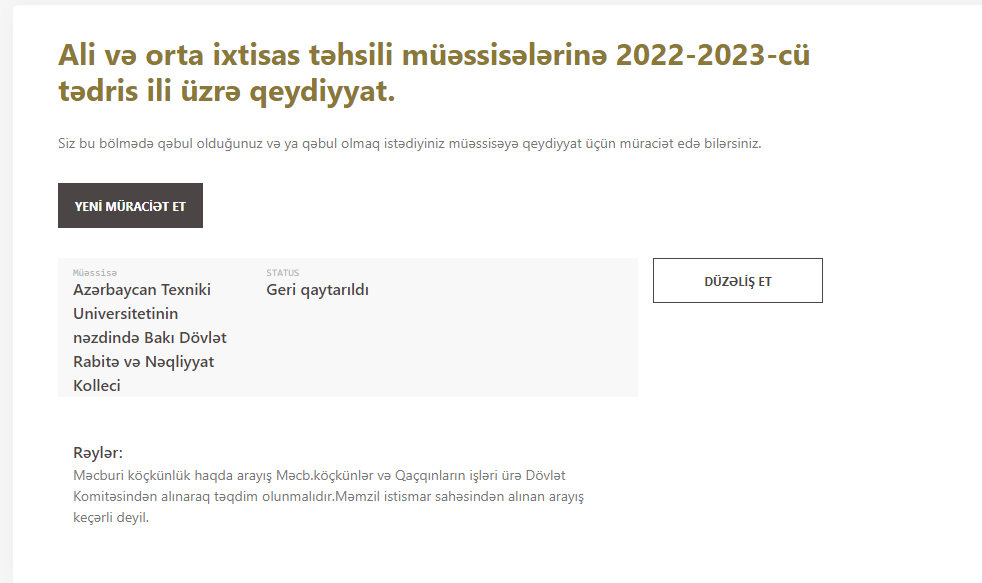 Ali və orta ixtisas təhsili müəssisələrinə 2022-2023-cü
tədris ili üzrə qeydiyyat.
Siz bu bölmədə qəbul olduğunuz və ya qəbul olmaq istədiyiniz müəssisəyə qeydiyyat üçün müraciət edə bilərsiniz.
YENİ MÜRACİƏT ET
Müəssisə
Azərbaycan Texniki
Universitetinin
nəzdində Bakı Dövlət
Rabitə və Nəqliyyat
Kolleci
STATUS
Geri qaytarıldı
DÜZƏLİŞ ET
Rəylər:
Məcburi köçkünlük haqda arayış Məcb.köçkünlər və Qaçqınların işləri ürə Dövlət
Komitəsindən alınaraq təqdim olunmalıdır.Məmzil istismar sahəsindən alınan arayış
keçərli deyil.